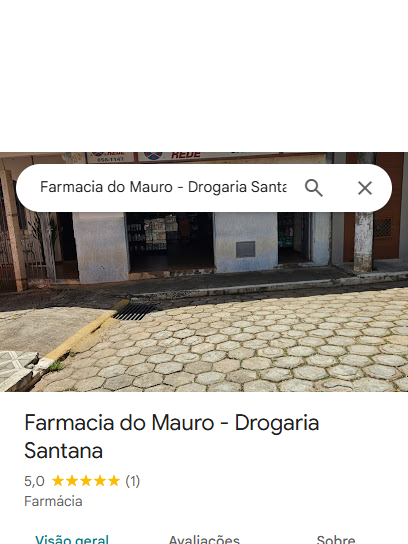 REDE
REDE
Farmacia do Mauro - Drogaria Santa
Farmacia do Mauro - Drogaria
Santana
5,0 (1)
Farmácia
Visão geral Avaliações Sobre